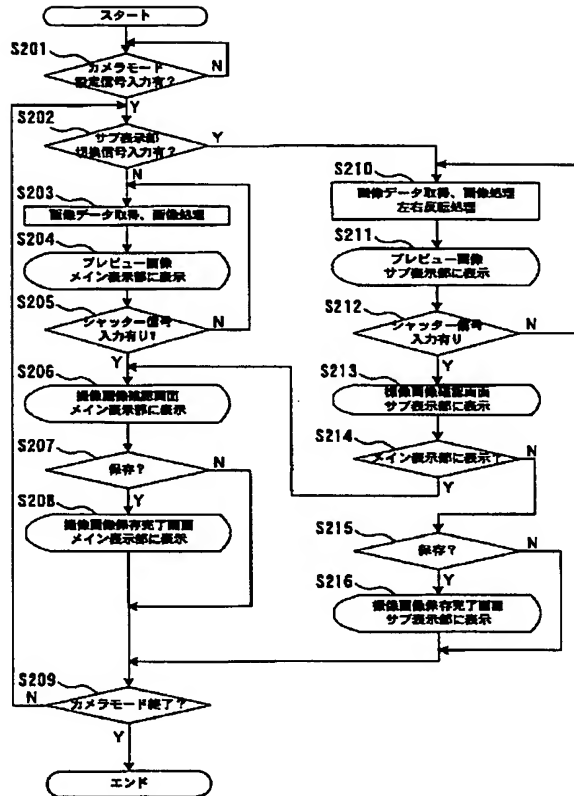 スタート
S201
カメラモード
設定信号入力有?
N
Y
S202
サブ表示部
切換信号入力有?
Y
N
S203
画像データ取得、画像処理
S204
プレビュー画像
メイン表示部に表示
S205
シャッター信号
入力有り?
N
Y
S206
撮像画像確認画面
メイン表示部に表示
S207
保存?
N
Y
S208
撮像画像保存完了画面
メイン表示部に表示
S209
N
カメラモード終了?
Y
エンド
S210
画像データ取得、画像処理
左右反転処理
S211
プレビュー画像
サブ表示部に表示
S212
シャッター信号
入力有り
N
Y
S213
撮像画像確認画面
サブ表示部に表示
S214
メイン表示部に表示?
N
Y
S215
保存?
N
Y
S216
撮像画像保存完了画面
サブ表示部に表示